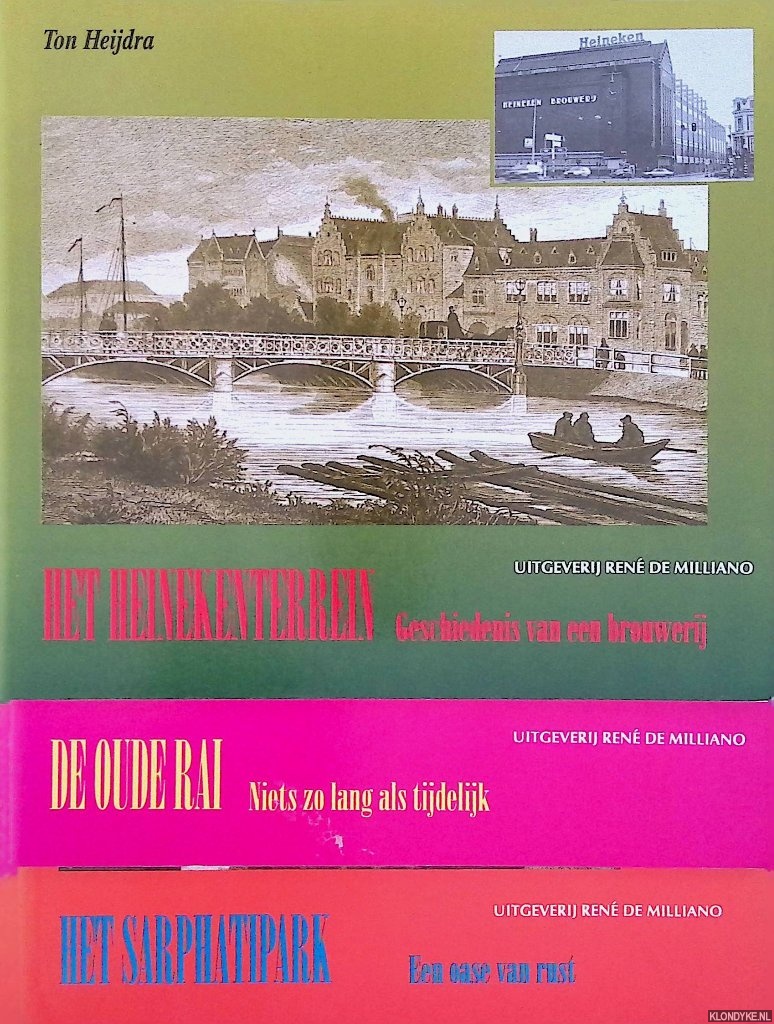 Ton Heijdra
Heineken
HEINEKEN BROUWERIJ
UITGEVERIJ RENÉ DE MILLIANO
HET HEINEKENTERREIN Geschiedenis van een brouwerij
UITGEVERIJ RENÉ DE MILLIANO
DE OUDE RAI Niets zo lang als tijdelijk
UITGEVERIJ RENÉ DE MILLIANO
HET SARPHATIPARK Een oase van rust
KLONDYKE.NL